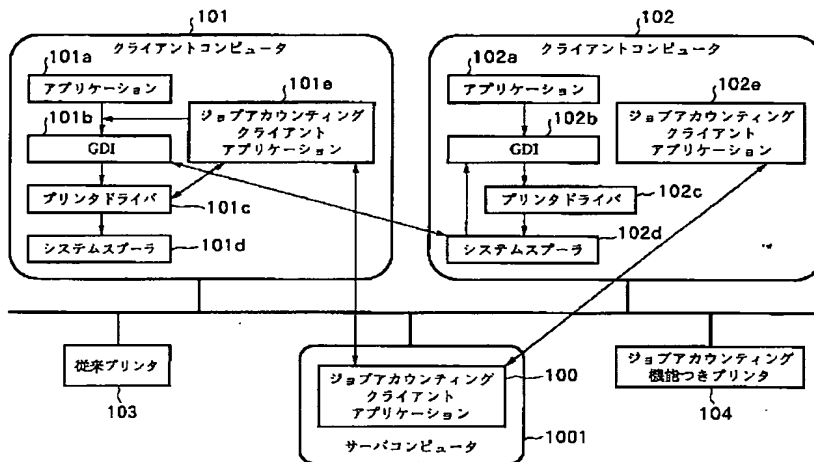 101
クライアントコンピュータ
101a
アプリケーション
101b
GDI
101e
ジョブアカウンティング
クライアント
アプリケーション
プリンタドライバ
101c
システムスプーラ
101d
102
クライアントコンピュータ
102a
アプリケーション
102b
GDI
102e
ジョブアカウンティング
クライアント
アプリケーション
プリンタドライバ
102c
システムスプーラ
102d
従来プリンタ
103
ジョブアカウンティング
クライアント
アプリケーション
100
サーバコンピュータ
1001
ジョブアカウンティング
機能つきプリンタ
104